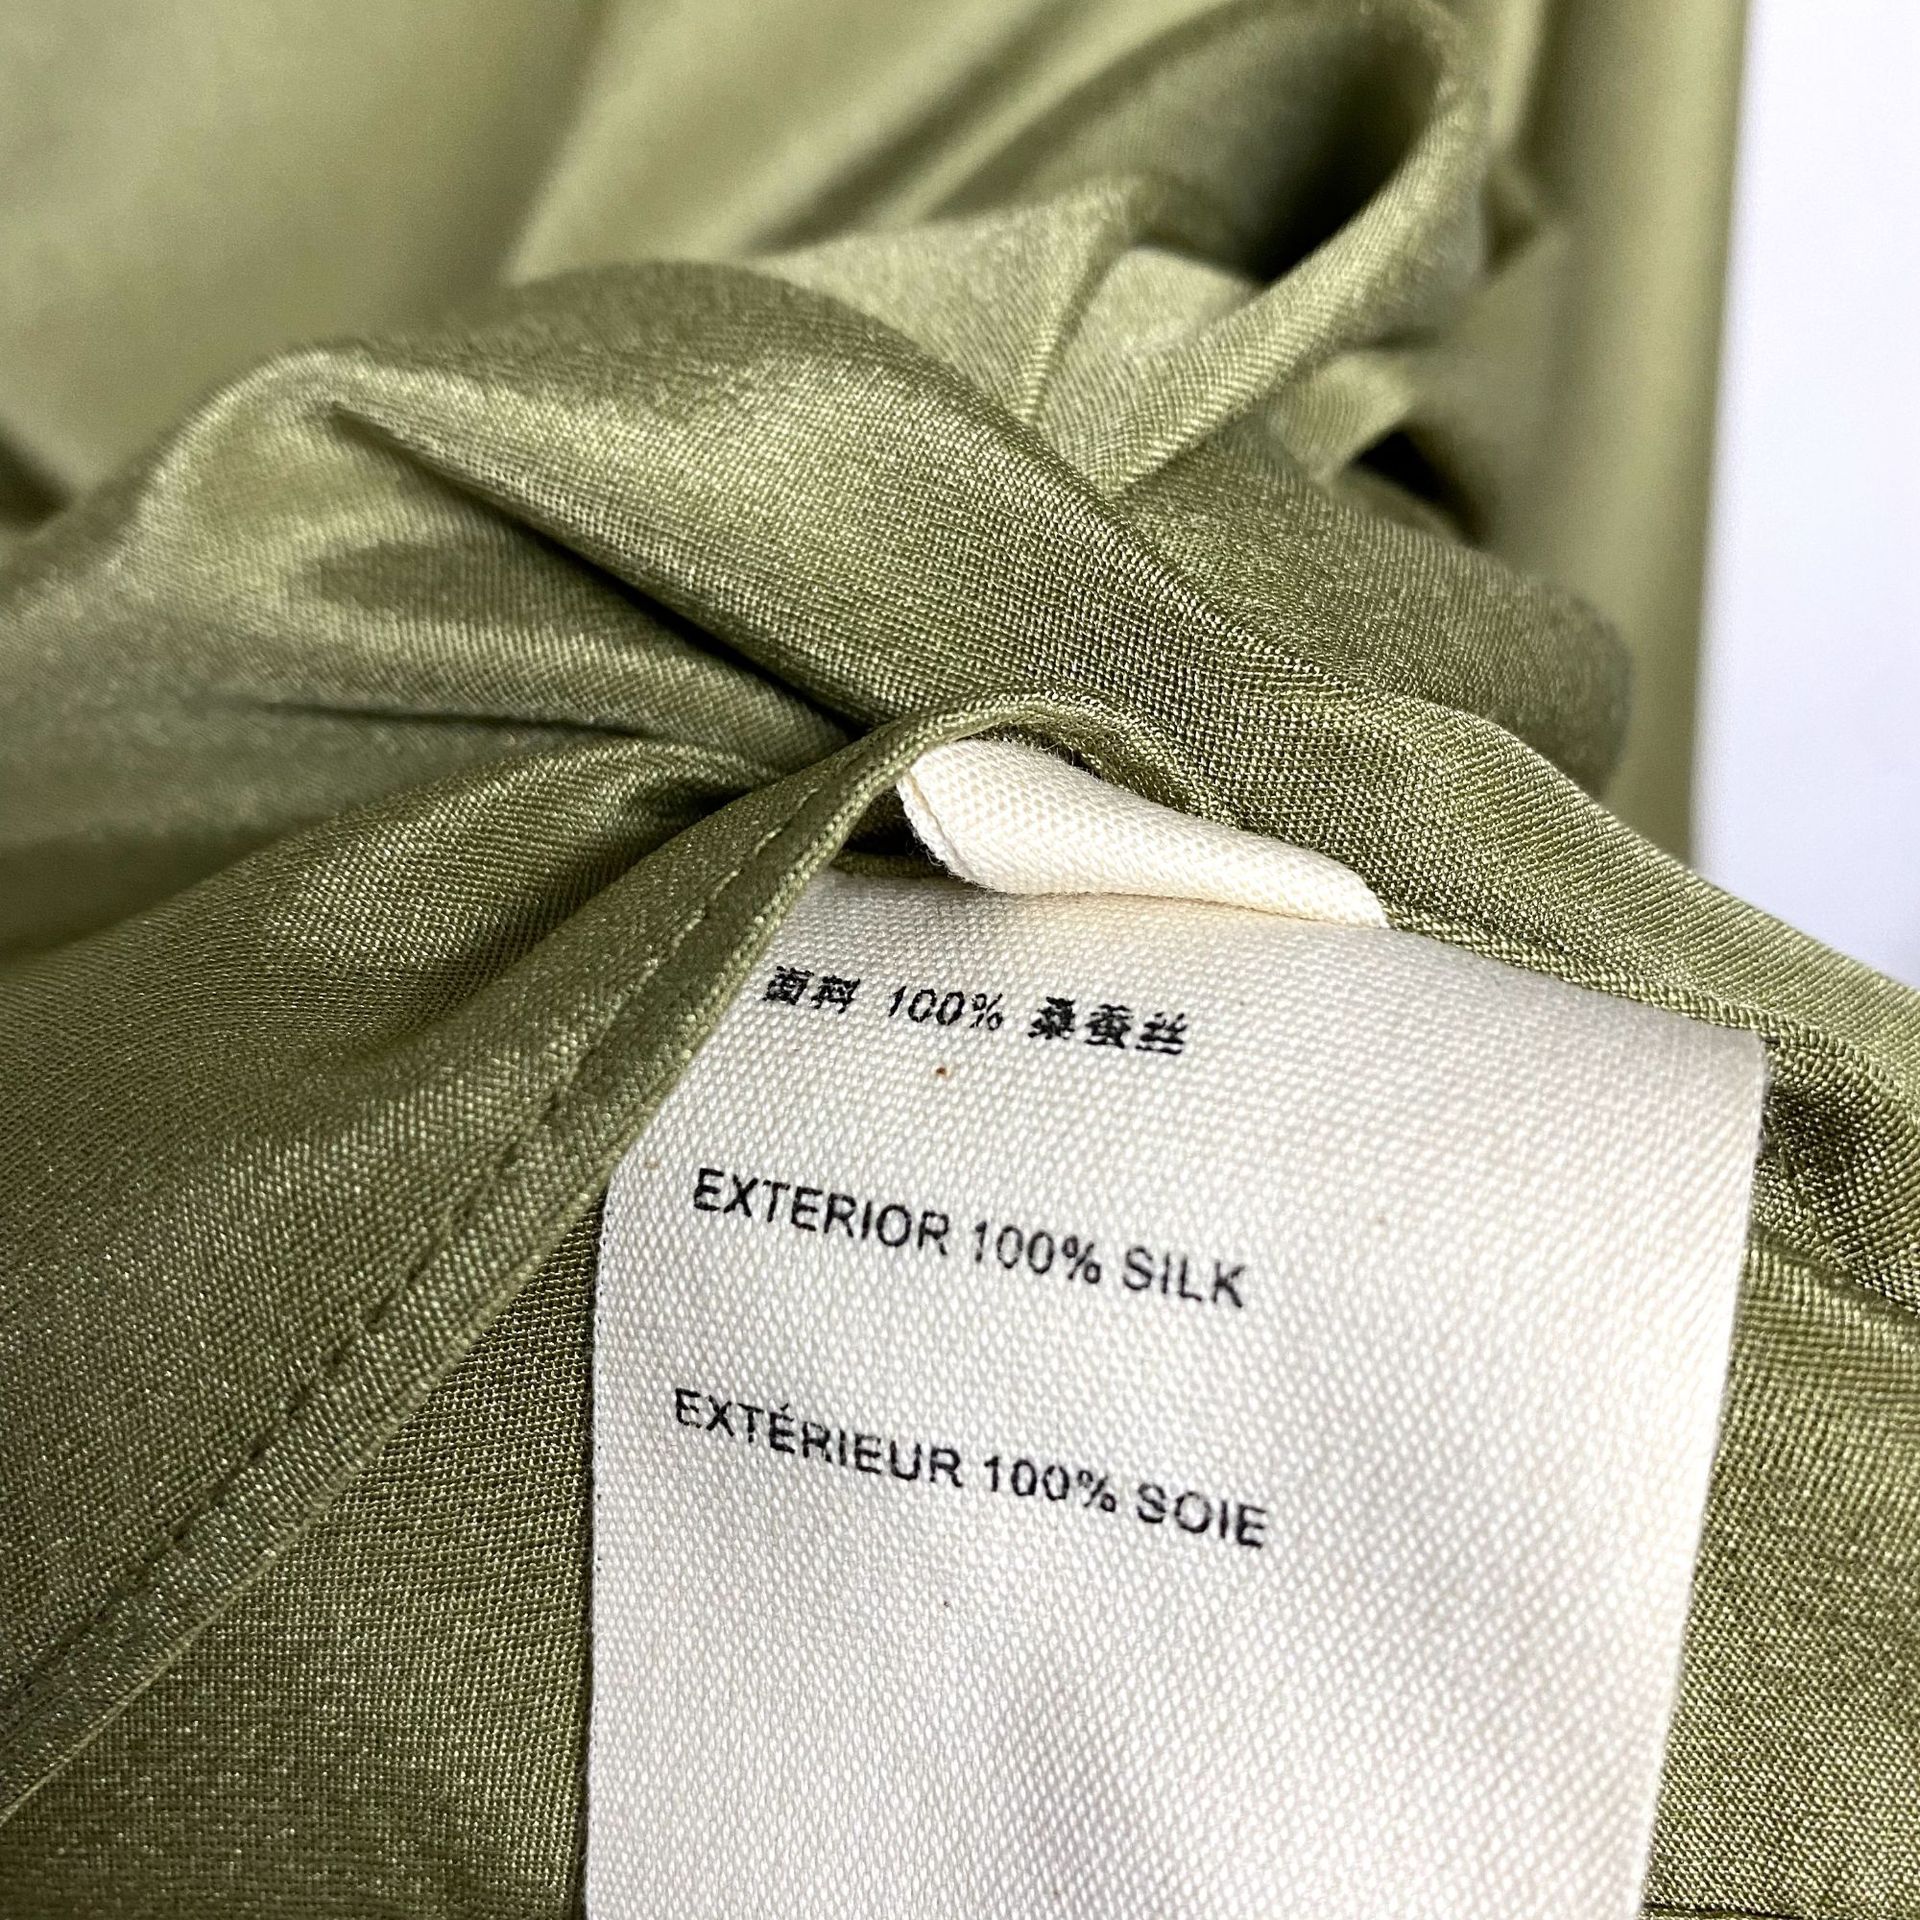 面料 100% 桑蚕丝
EXTERIOR 100% SILK
EXTÉRIEUR 100% SOIE